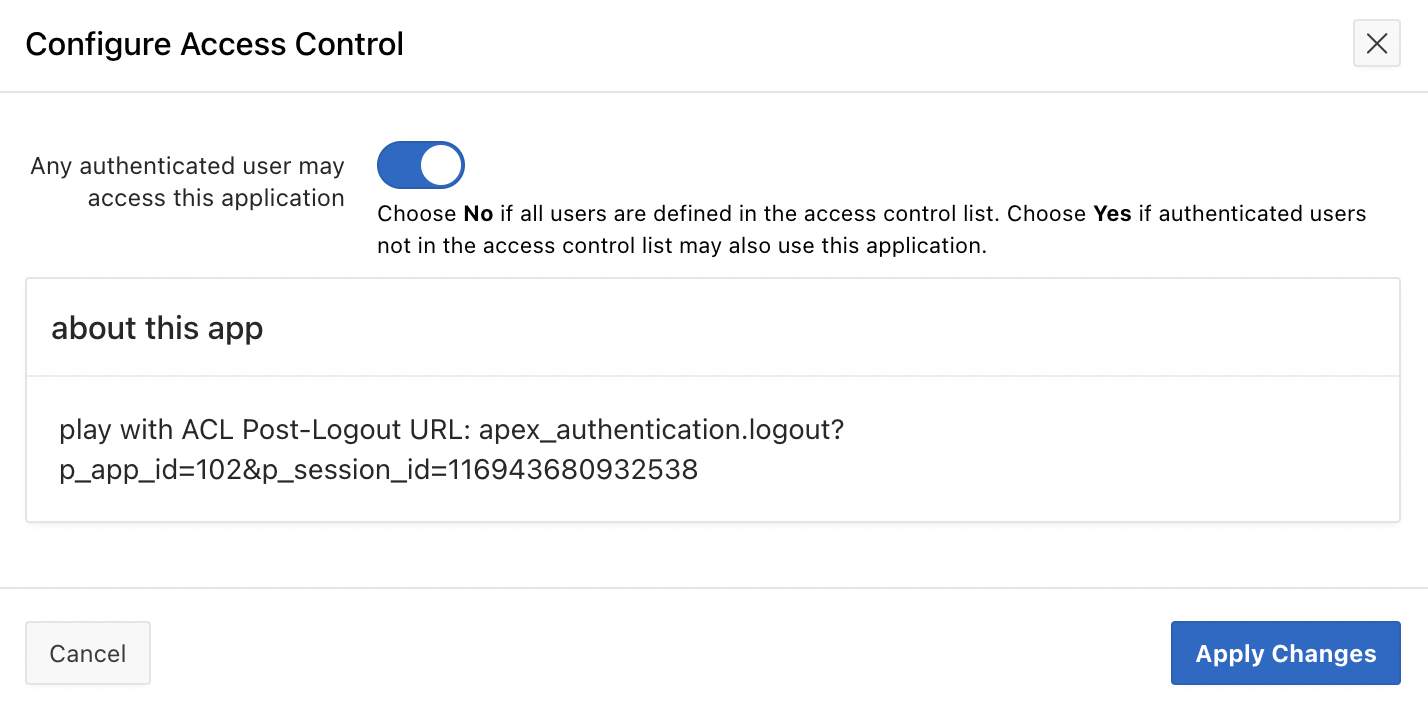 Configure Access Control
Any authenticated user may
access this application
Choose No if all users are defined in the access control list. Choose Yes if authenticated users
not in the access control list may also use this application.
about this app
play with ACL Post-Logout URL: apex_authentication.logout?
p_app_id=102&p_session_id=116943680932538
Cancel
Apply Changes